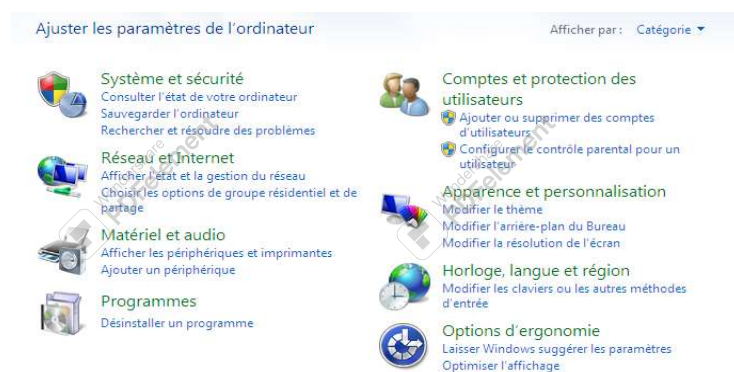 Ajuster les paramètres de l'ordinateur
Afficher par : Catégorie
Système et sécurité
Consulter l'état de votre ordinateur
Sauvegarder l'ordinateur
Rechercher et résoudre des problèmes
Réseau et Internet
Afficher l'état et la gestion du réseau
Choisir les options de groupe résidentiel et de
partage
Matériel et audio
Afficher les périphériques et imprimantes
Ajouter un périphérique
Programmes
Désinstaller un programme
Comptes et protection des
utilisateurs
Ajouter ou supprimer des comptes
d'utilisateurs
Configurer le contrôle parental pour un
utilisateur
Apparence et personnalisation
Modifier le thème
Modifier l'arrière-plan du Bureau
Modifier la résolution de l'écran
Horloge, langue et région
Modifier les claviers ou les autres méthodes
d'entrée
Options d'ergonomie
Laisser Windows suggérer les paramètres
Optimiser l'affichage
Wondershare
PDFelement
Wondershare
PDFelement